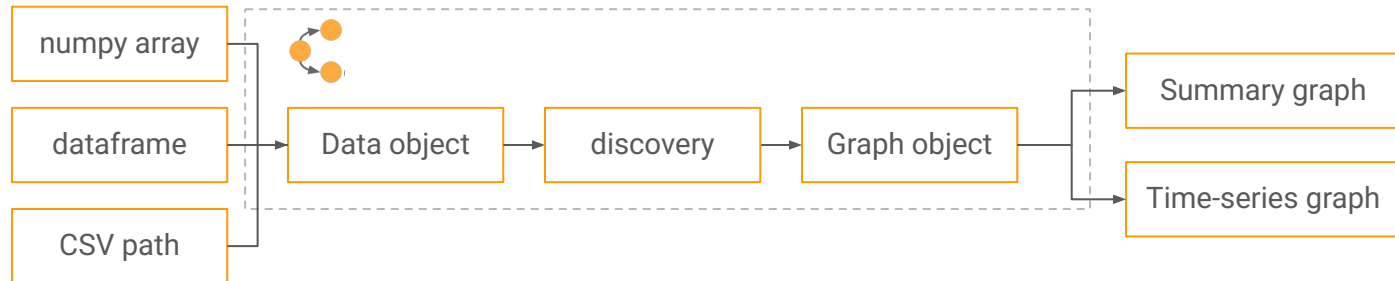 numpy array
dataframe
CSV path
Data object
discovery
Graph object
Summary graph
Time-series graph